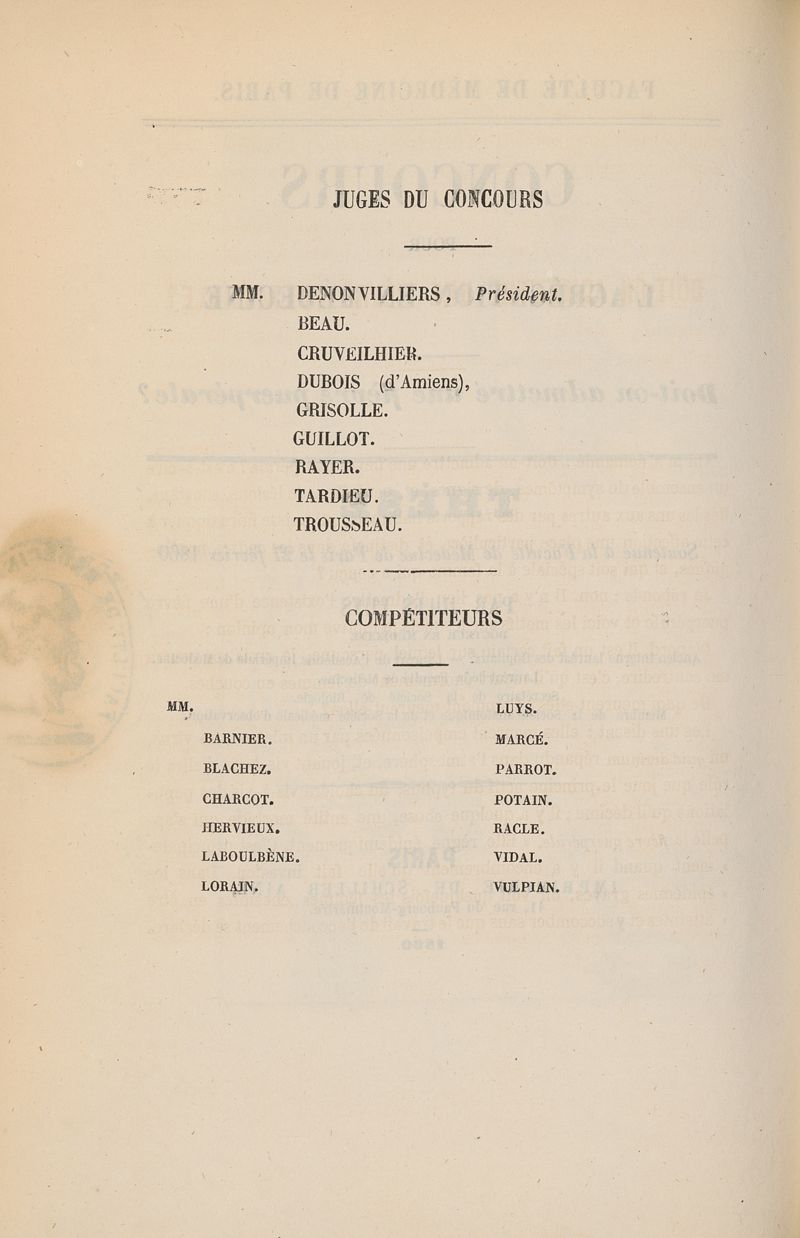 JUGES DU CONCOURS
MM. DENONVILLIERS, Président.
BEAU.
CRUVEILHIER.
DUBOIS (d'Amiens),
GRISOLLE.
GUILLOT.
RAYER.
TARDIEU.
TROUSSEAU.
COMPÉTITEURS
MM.
BARNIER.
BLACHEZ.
CHARCOT.
HERVIEUX.
LABOULBÈNE.
LORAIN.
LUYS.
MARCÉ.
PARROT.
POTAIN.
RACLE.
VIDAL.
VULPIAN.